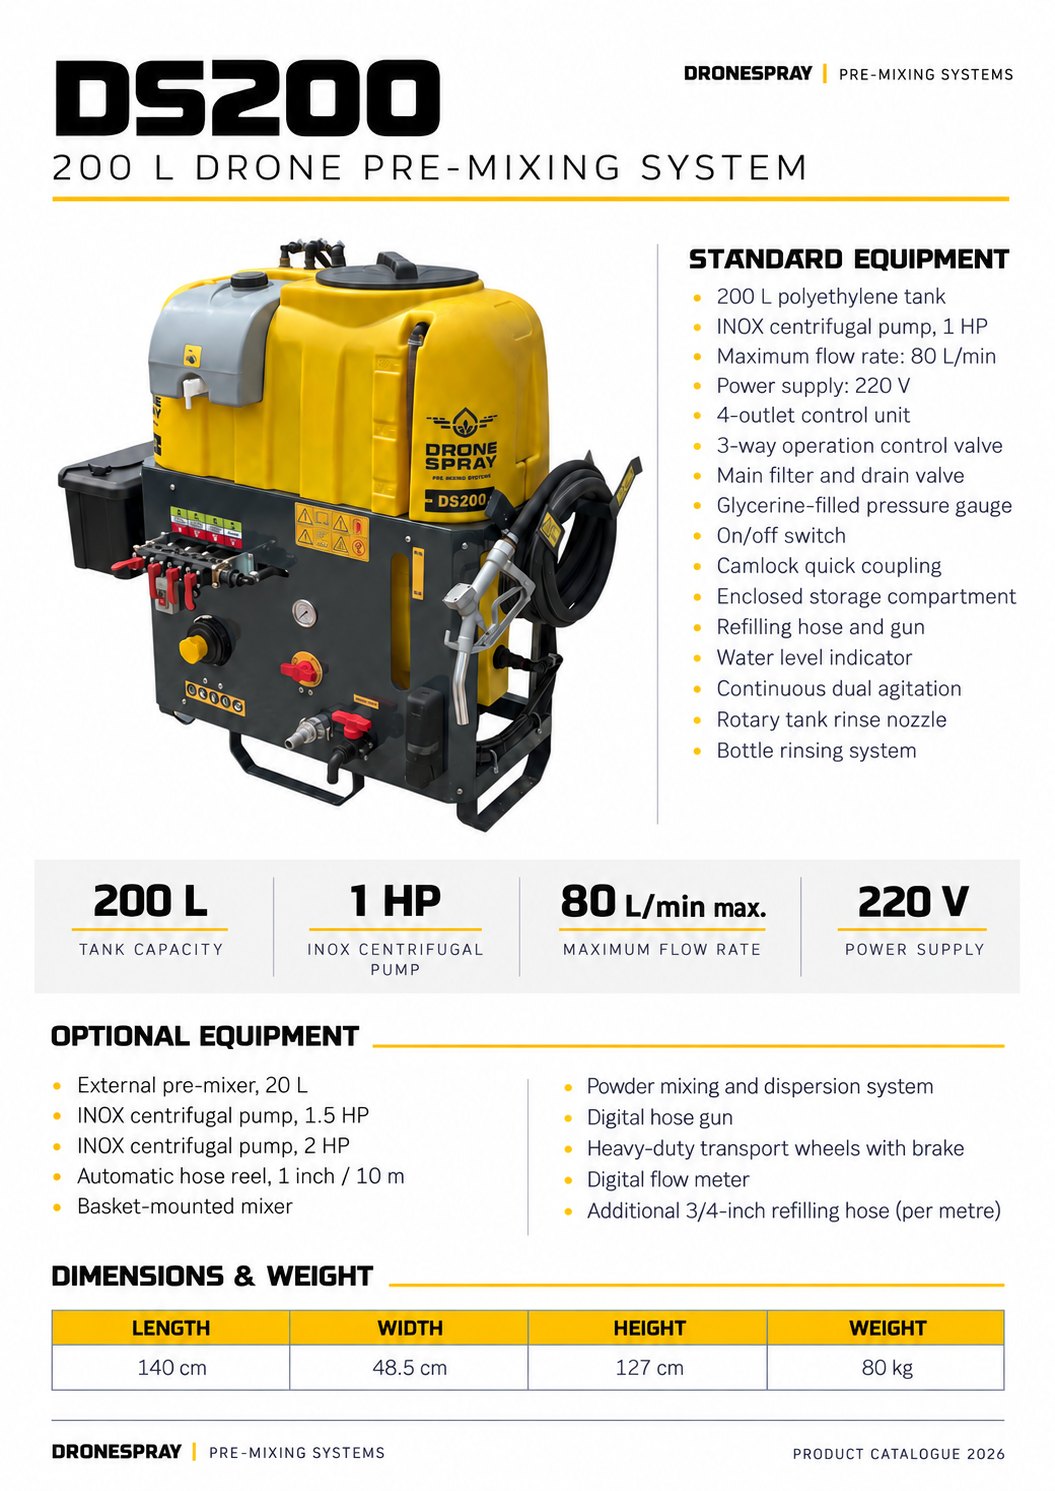 DS200
DRONESPRAY | PRE-MIXING SYSTEMS
200 L DRONE PRE-MIXING SYSTEM
DRONE
SPRAY
PRE MIXING SYSTEMS
DS200
STANDARD EQUIPMENT
• 200 L polyethylene tank
• INOX centrifugal pump, 1 HP
• Maximum flow rate: 80 L/min
• Power supply: 220 V
• 4-outlet control unit
• 3-way operation control valve
• Main filter and drain valve
• Glycerine-filled pressure gauge
• On/off switch
• Camlock quick coupling
• Enclosed storage compartment
• Refilling hose and gun
• Water level indicator
• Continuous dual agitation
• Rotary tank rinse nozzle
• Bottle rinsing system
200 L
TANK CAPACITY
1 HP
INOX CENTRIFUGAL
PUMP
80 L/min max.
MAXIMUM FLOW RATE
220 V
POWER SUPPLY
OPTIONAL EQUIPMENT
• External pre-mixer, 20 L
• INOX centrifugal pump, 1.5 HP
• INOX centrifugal pump, 2 HP
• Automatic hose reel, 1 inch / 10 m
• Basket-mounted mixer
• Powder mixing and dispersion system
• Digital hose gun
• Heavy-duty transport wheels with brake
• Digital flow meter
• Additional 3/4-inch refilling hose (per metre)
DIMENSIONS & WEIGHT
LENGTH WIDTH HEIGHT WEIGHT
140 cm 48.5 cm 127 cm 80 kg
DRONESPRAY | PRE-MIXING SYSTEMS
PRODUCT CATALOGUE 2026